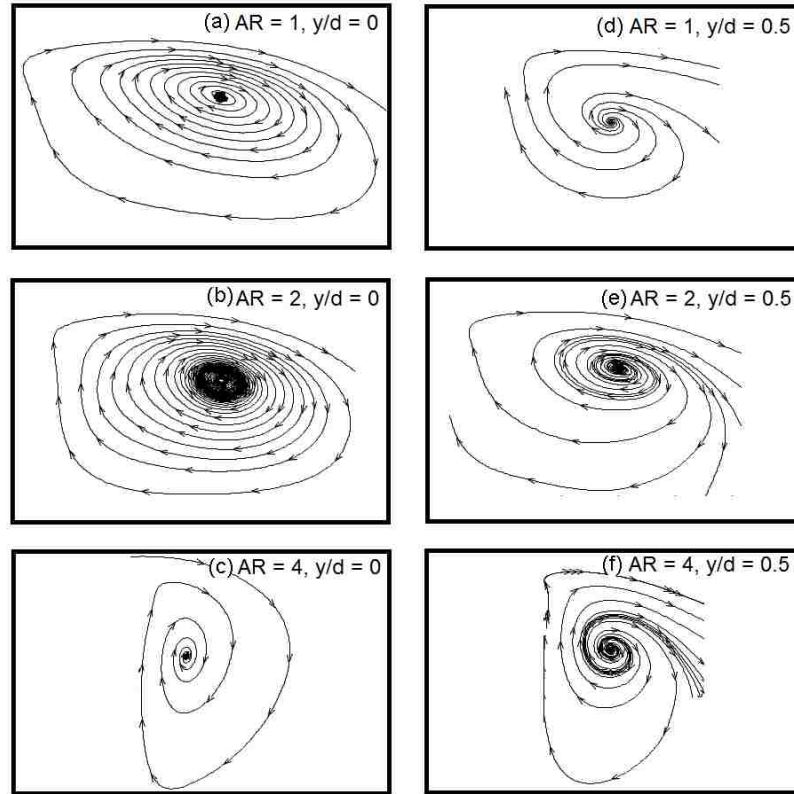 (a) AR = 1, y/d = 0
(d) AR = 1, y/d = 0.5
(b) AR = 2, y/d = 0
(e) AR = 2, y/d = 0.5
(c) AR = 4, y/d = 0
(f) AR = 4, y/d = 0.5